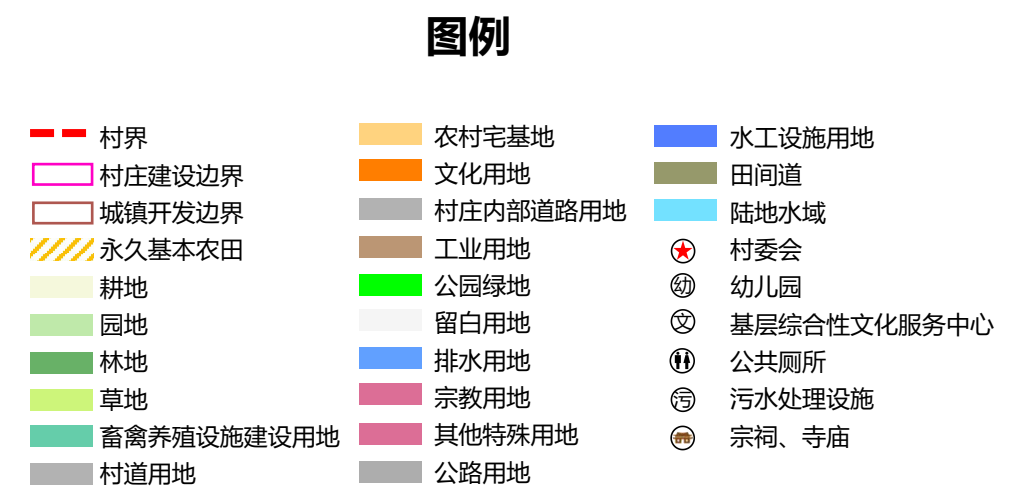 图例
村界
村庄建设边界
城镇开发边界
永久基本农田
耕地
园地
林地
草地
畜禽养殖设施建设用地
村道用地
农村宅基地
文化用地
村庄内部道路用地
工业用地
公园绿地
留白用地
排水用地
宗教用地
其他特殊用地
公路用地
水工设施用地
田间道
陆地水域
村委会
幼 幼儿园
文 基层综合性文化服务中心
公共厕所
污 污水处理设施
宗祠、寺庙